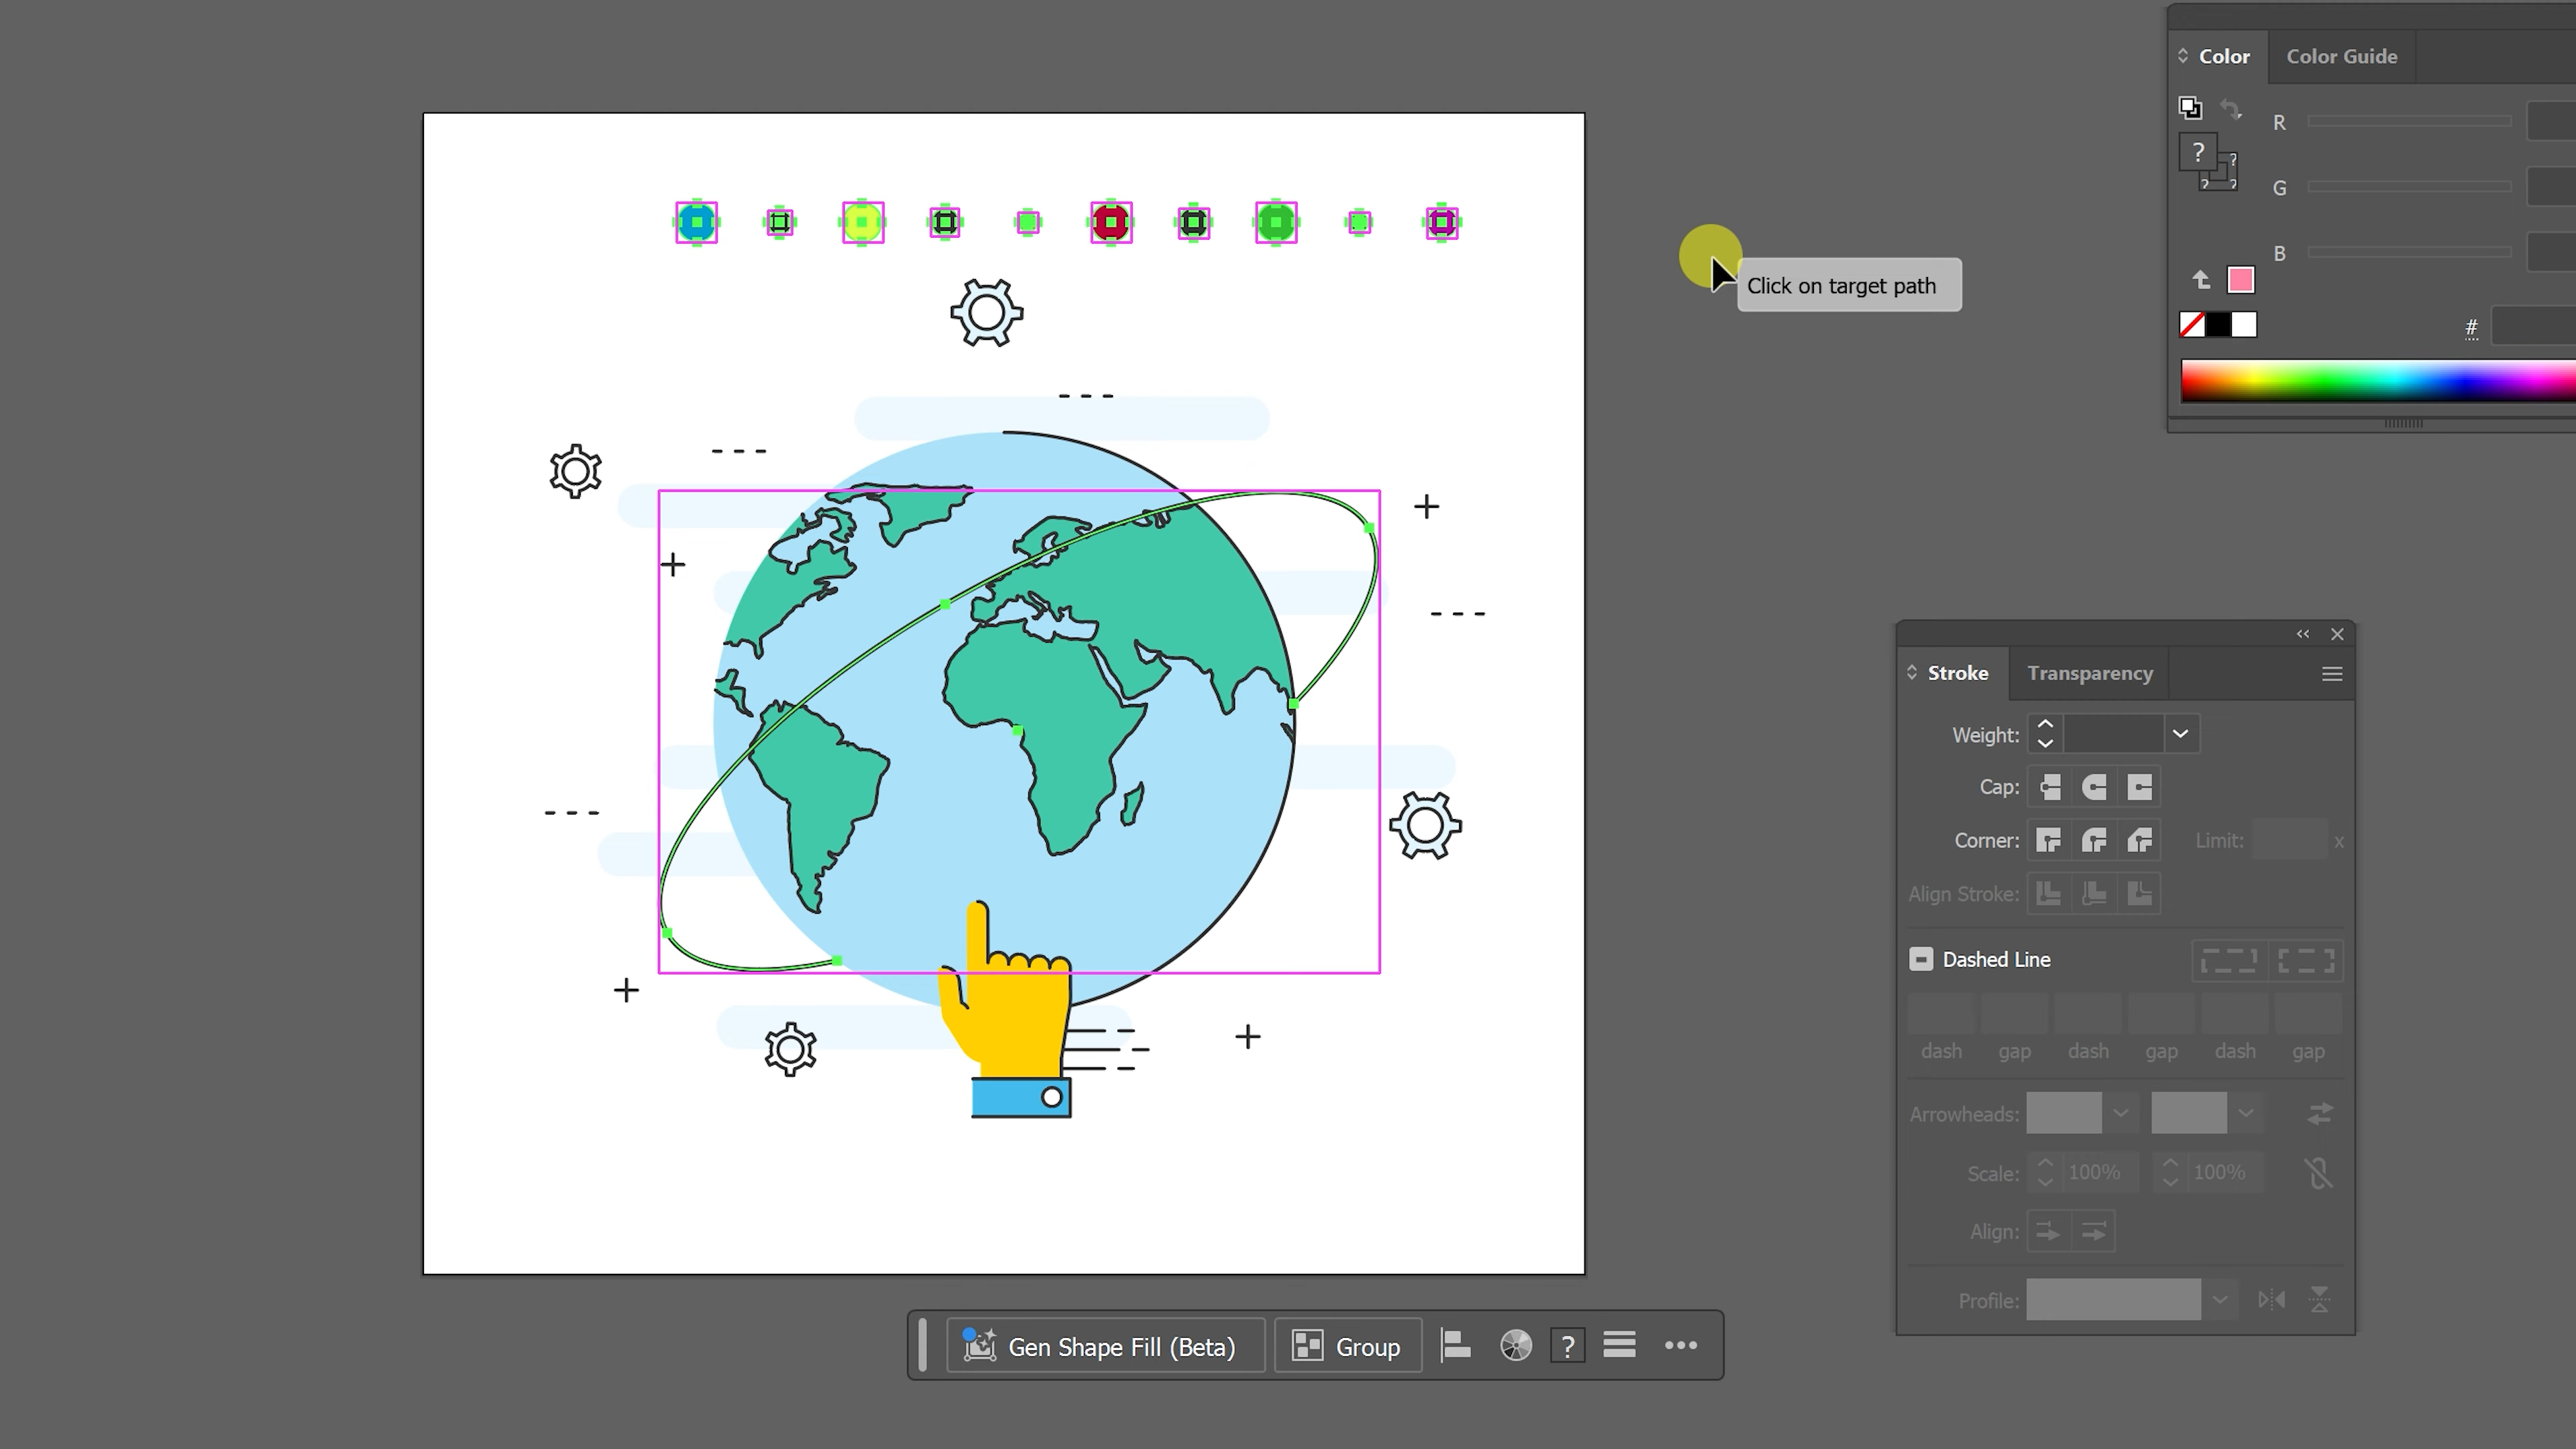 Color
Color Guide
R
G
B
#
Click on target path
Stroke
Transparency
Weight:
Cap:
Corner:
Limit:
x
Align Stroke:
Dashed Line
dash gap dash gap dash gap
Arrowheads:
Scale: 100% 100%
Align:
Profile:
Gen Shape Fill (Beta)
Group
?